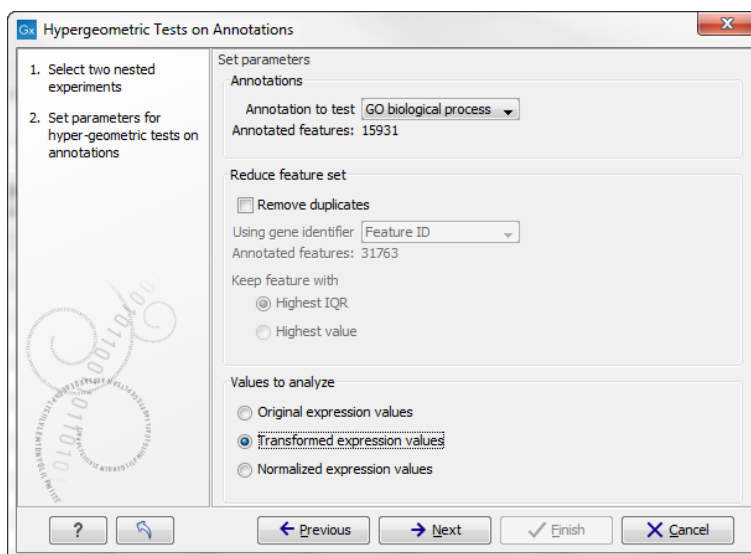 Gx Hypergeometric Tests on Annotations
1. Select two nested
experiments
2. Set parameters for
hyper-geometric tests on
annotations
Set parameters
Annotations
Annotation to test GO biological process
Annotated features: 15931
Reduce feature set
Remove duplicates
Using gene identifier Feature ID
Annotated features: 31763
Keep feature with
Highest IQR
Highest value
Values to analyze
Original expression values
Transformed expression values
Normalized expression values
? Previous Next Finish Cancel